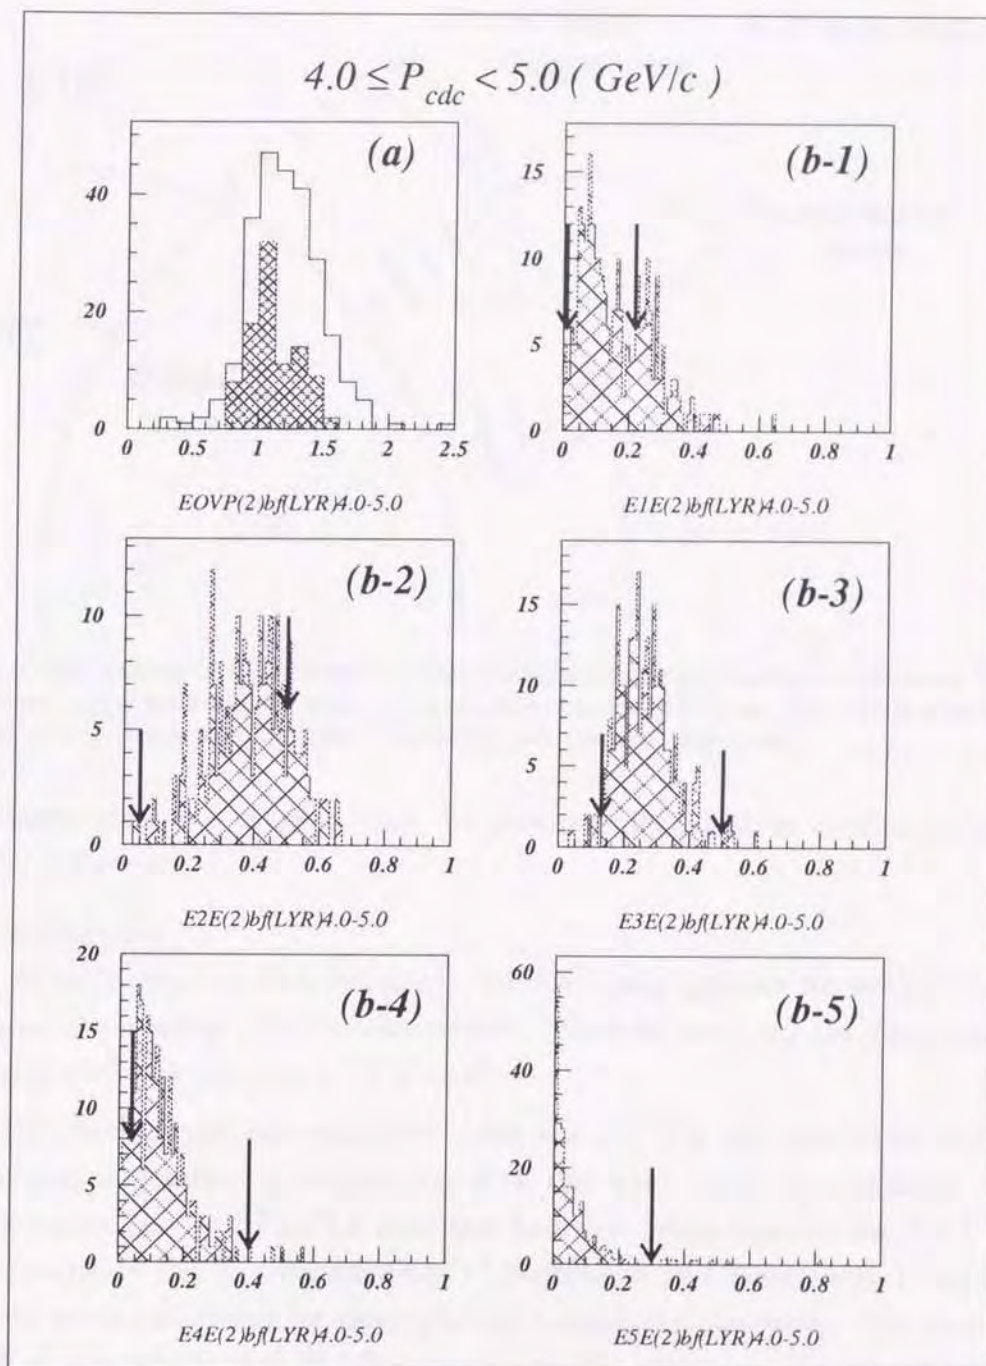 4.0 ≤ P_cdc < 5.0 ( GeV/c )
(a)
40
20
0
0 0.5 1 1.5 2 2.5
EOVP(2)bf(LYR)4.0-5.0
(b-1)
15
10
5
0
0 0.2 0.4 0.6 0.8 1
E1E(2)bf(LYR)4.0-5.0
(b-2)
10
5
0
0 0.2 0.4 0.6 0.8 1
E2E(2)bf(LYR)4.0-5.0
(b-3)
15
10
5
0
0 0.2 0.4 0.6 0.8 1
E3E(2)bf(LYR)4.0-5.0
(b-4)
20
15
10
5
0
0 0.2 0.4 0.6 0.8 1
E4E(2)bf(LYR)4.0-5.0
(b-5)
60
40
20
0
0 0.2 0.4 0.6 0.8 1
E5E(2)bf(LYR)4.0-5.0